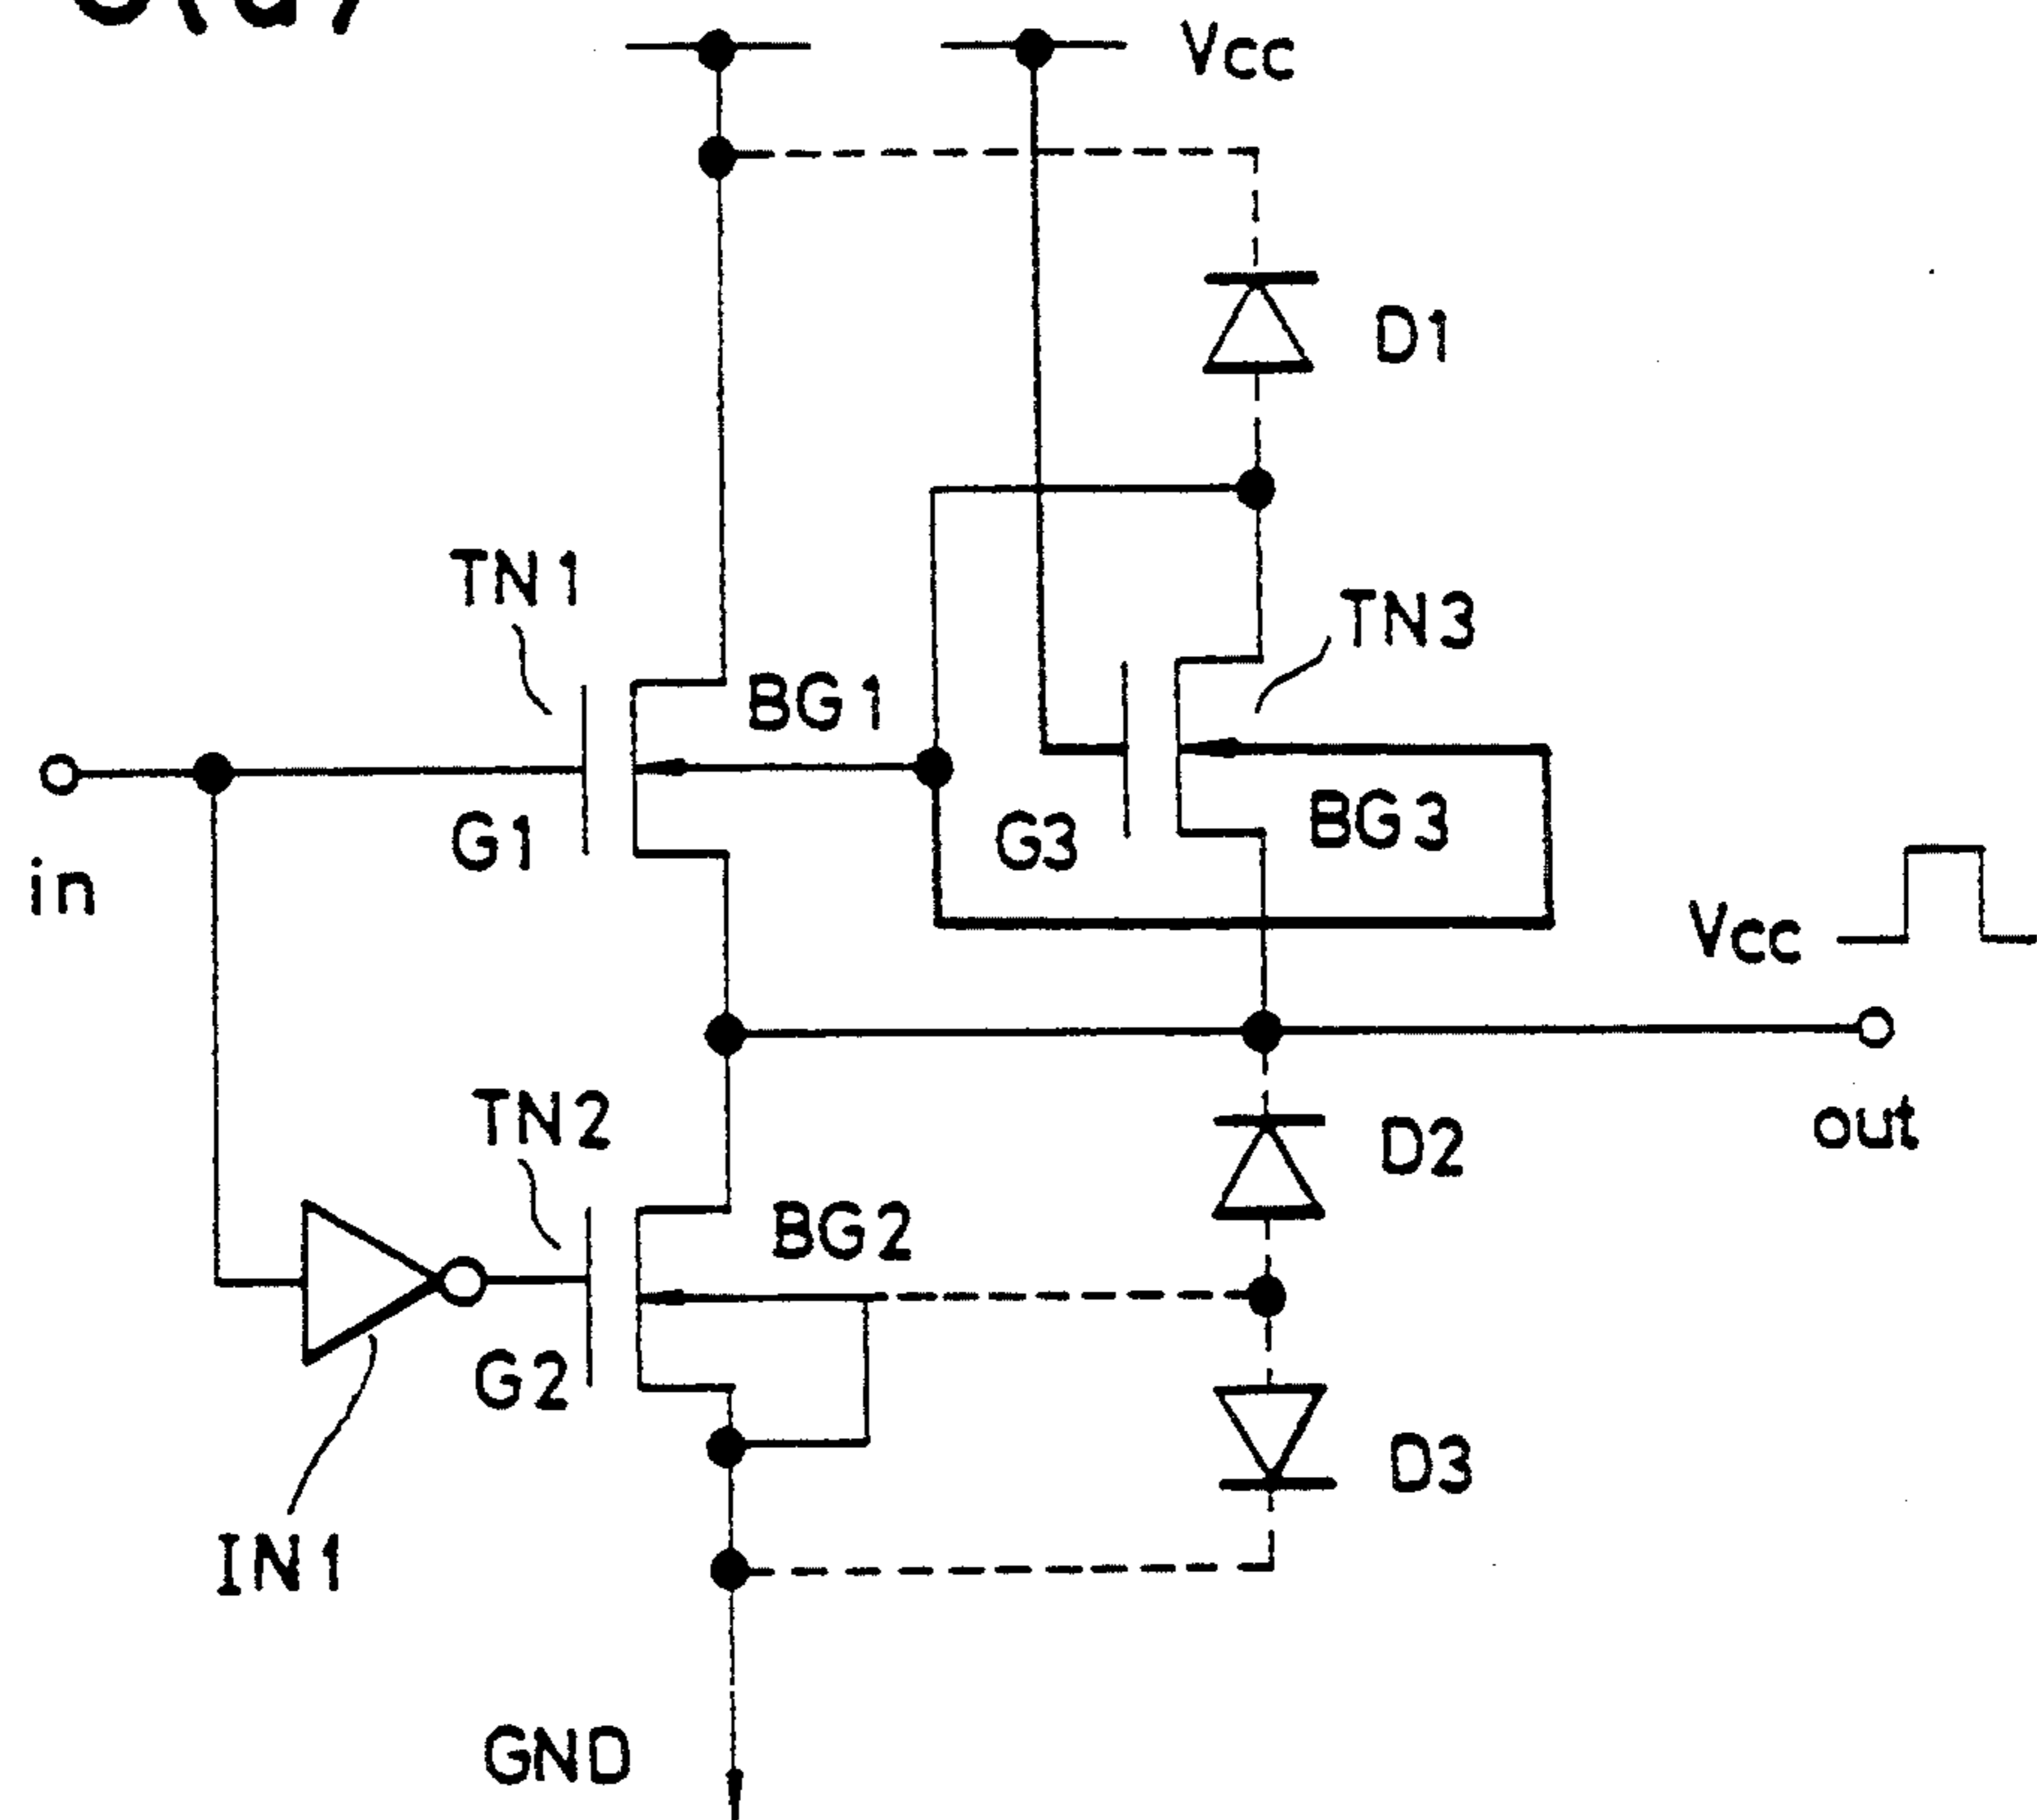 Vcc
D1
TN1
TN3
BG1
G1
G3
BG3
in
Vcc
TN2
D2
out
BG2
G2
D3
IN1
GND